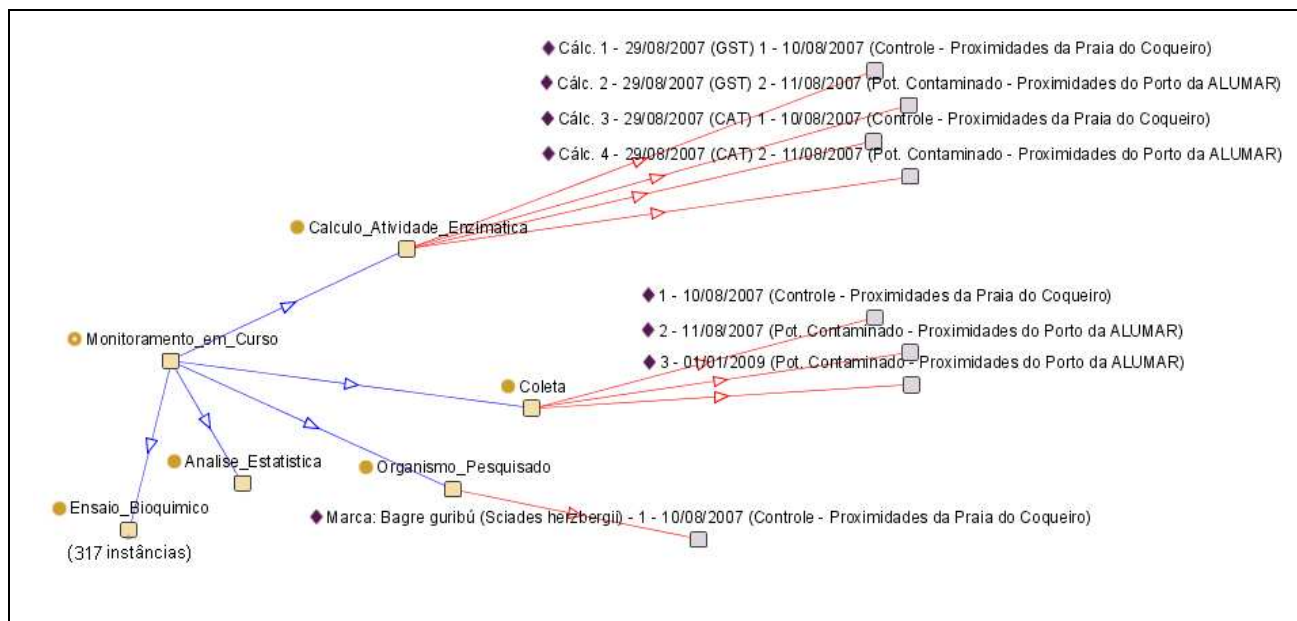 Cálc. 1 - 29/08/2007 (GST) 1 - 10/08/2007 (Controle - Proximidades da Praia do Coqueiro)
Cálc. 2 - 29/08/2007 (GST) 2 - 11/08/2007 (Pot. Contaminado - Proximidades do Porto da ALUMAR)
Cálc. 3 - 29/08/2007 (CAT) 1 - 10/08/2007 (Controle - Proximidades da Praia do Coqueiro)
Cálc. 4 - 29/08/2007 (CAT) 2 - 11/08/2007 (Pot. Contaminado - Proximidades do Porto da ALUMAR)
Calculo_Atividade_Enzimatica
1 - 10/08/2007 (Controle - Proximidades da Praia do Coqueiro)
2 - 11/08/2007 (Pot. Contaminado - Proximidades do Porto da ALUMAR)
Monitoramento_em_Curso
3 - 01/01/2009 (Pot. Contaminado - Proximidades do Porto da ALUMAR)
Coleta
Analise_Estatistica
Organismo_Pesquisado
Ensaio_Bioquimico
Marca: Bagre guribú (Sciades herzbergii) - 1 - 10/08/2007 (Controle - Proximidades da Praia do Coqueiro)
(317 instâncias)